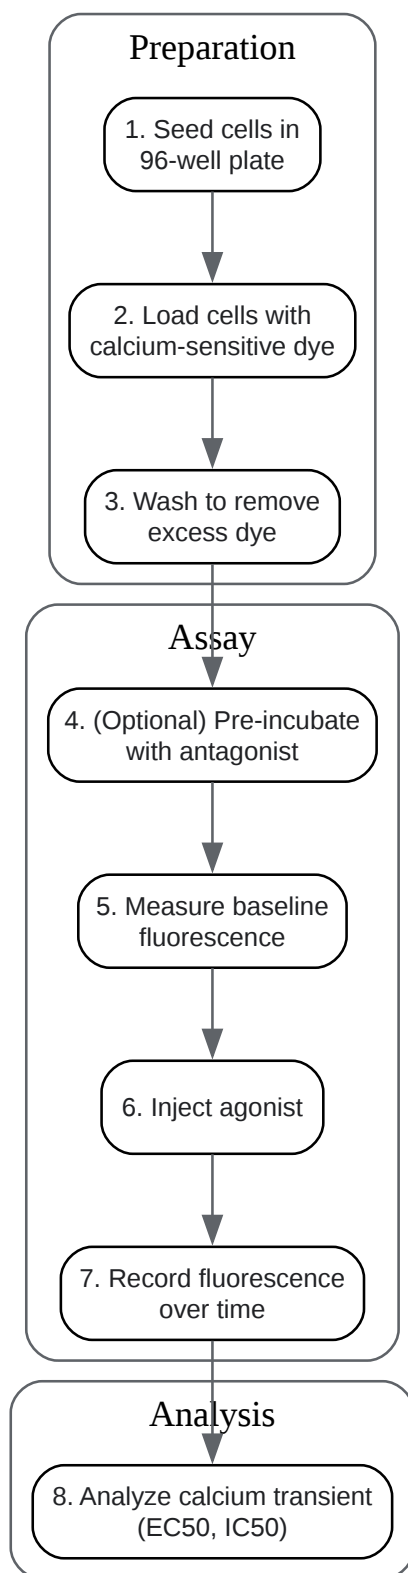 Preparation
1. Seed cells in
96-well plate
2. Load cells with
calcium-sensitive dye
3. Wash to remove
excess dye
Assay
4. (Optional) Pre-incubate
with antagonist
5. Measure baseline
fluorescence
6. Inject agonist
7. Record fluorescence
over time
Analysis
8. Analyze calcium transient
(EC50, IC50)